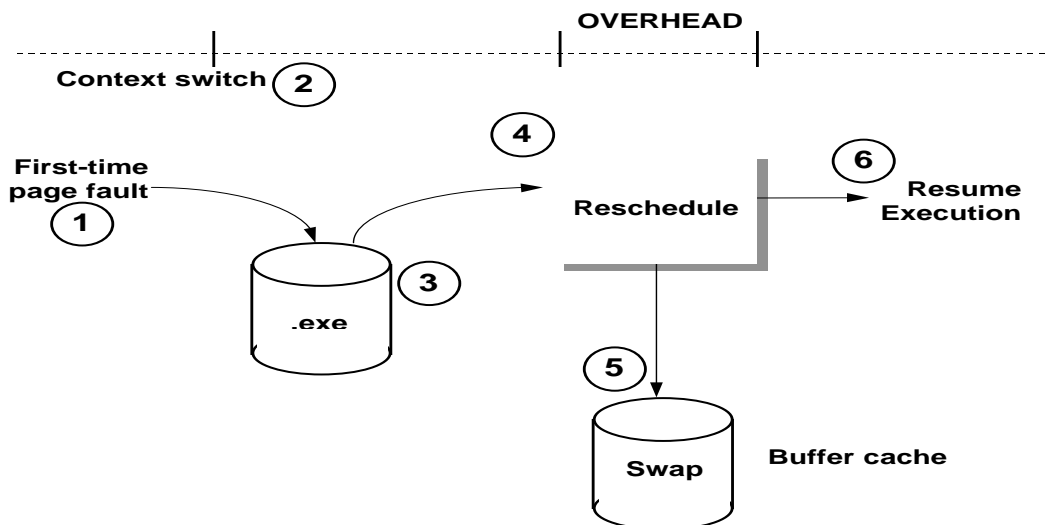 OVERHEAD
Context switch
2
4
First-time
page fault
1
6
Resume
Execution
Reschedule
3
.exe
5
Swap
Buffer cache